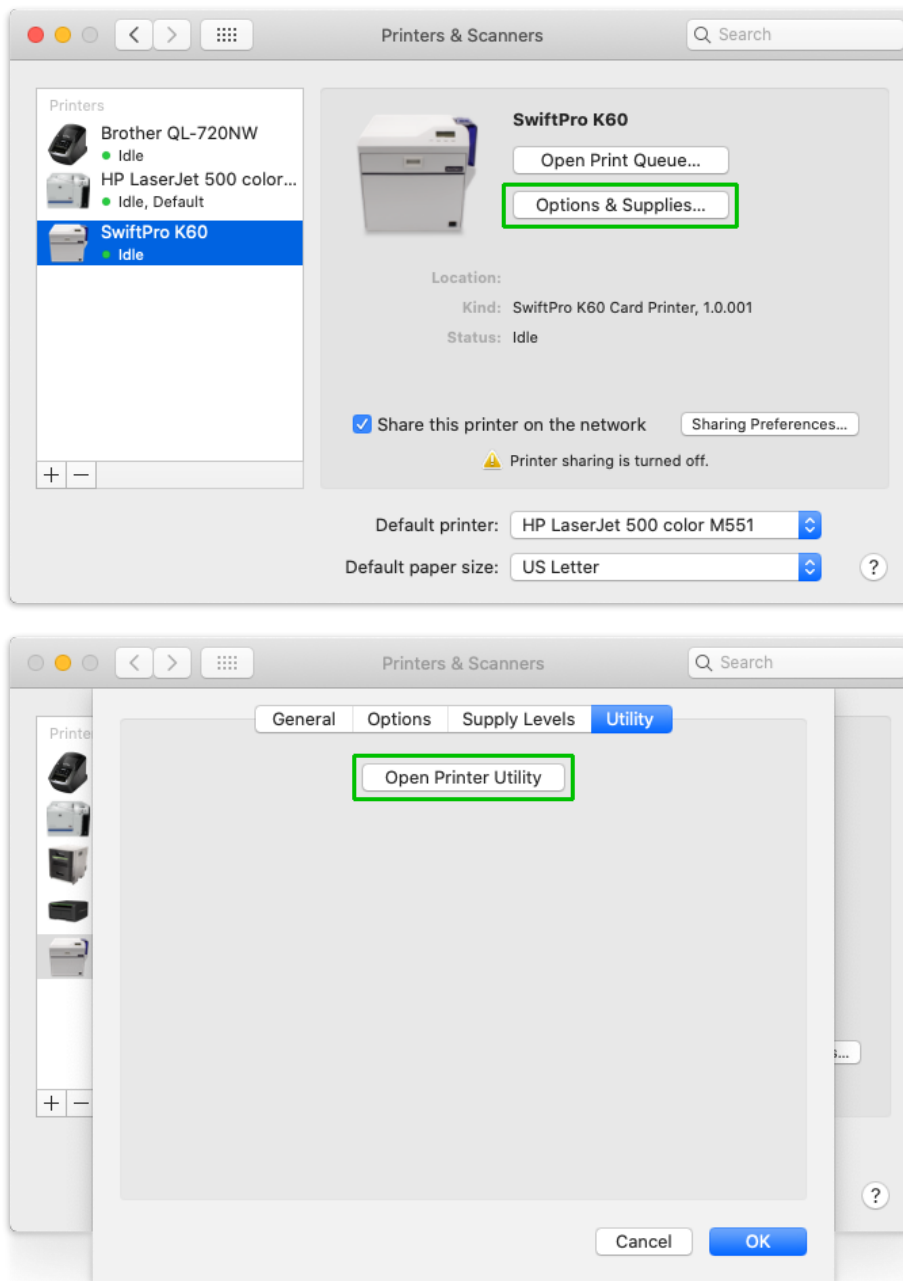 Printers & Scanners
Search
Printers
Brother QL-720NW
Idle
HP LaserJet 500 color...
Idle, Default
SwiftPro K60
Idle
SwiftPro K60
Open Print Queue...
Options & Supplies...
Location:
Kind: SwiftPro K60 Card Printer, 1.0.001
Status: Idle
Share this printer on the network
Sharing Preferences...
Printer sharing is turned off.
+ −
Default printer: HP LaserJet 500 color M551
Default paper size: US Letter
?
Printers & Scanners
Search
General Options Supply Levels Utility
Printe
Open Printer Utility
+ −
?
Cancel OK